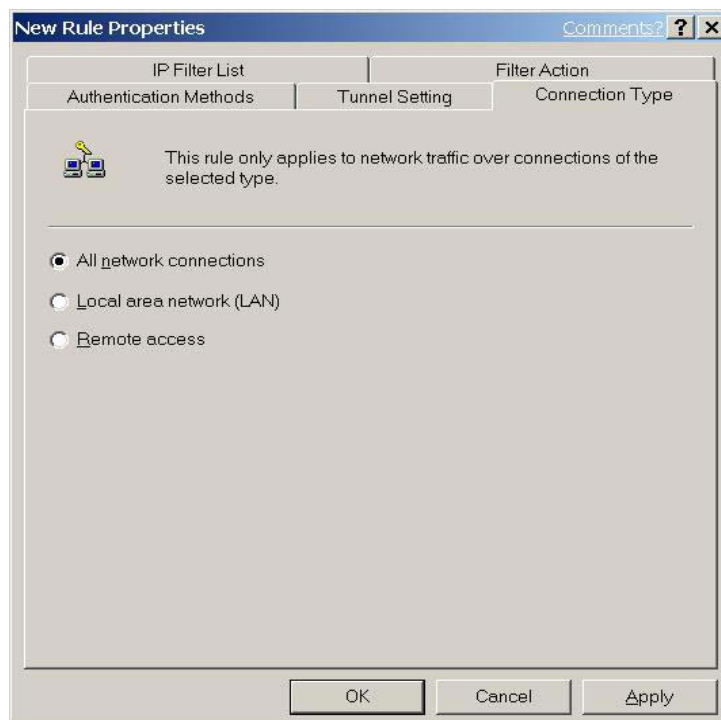 New Rule Properties Comments? ? ×
IP Filter List Filter Action
Authentication Methods Tunnel Setting Connection Type
This rule only applies to network traffic over connections of the
selected type.
All network connections
Local area network (LAN)
Remote access
OK Cancel Apply